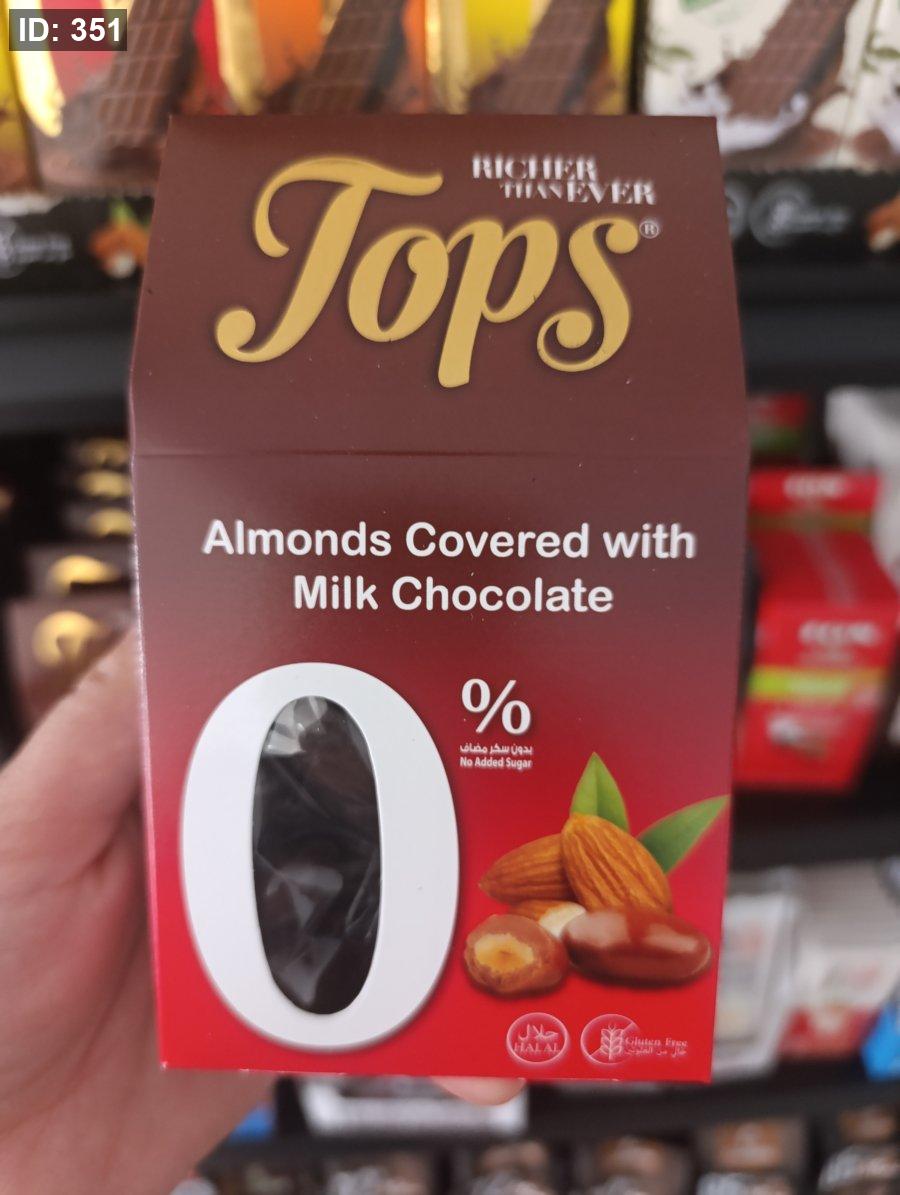 ID: 351
RICHER
THAN EVER
Tops®
Almonds Covered with
Milk Chocolate
0%
بدون سكر مضاف
No Added Sugar
حلال
HALAL
Gluten Free
خال من الغلوتين